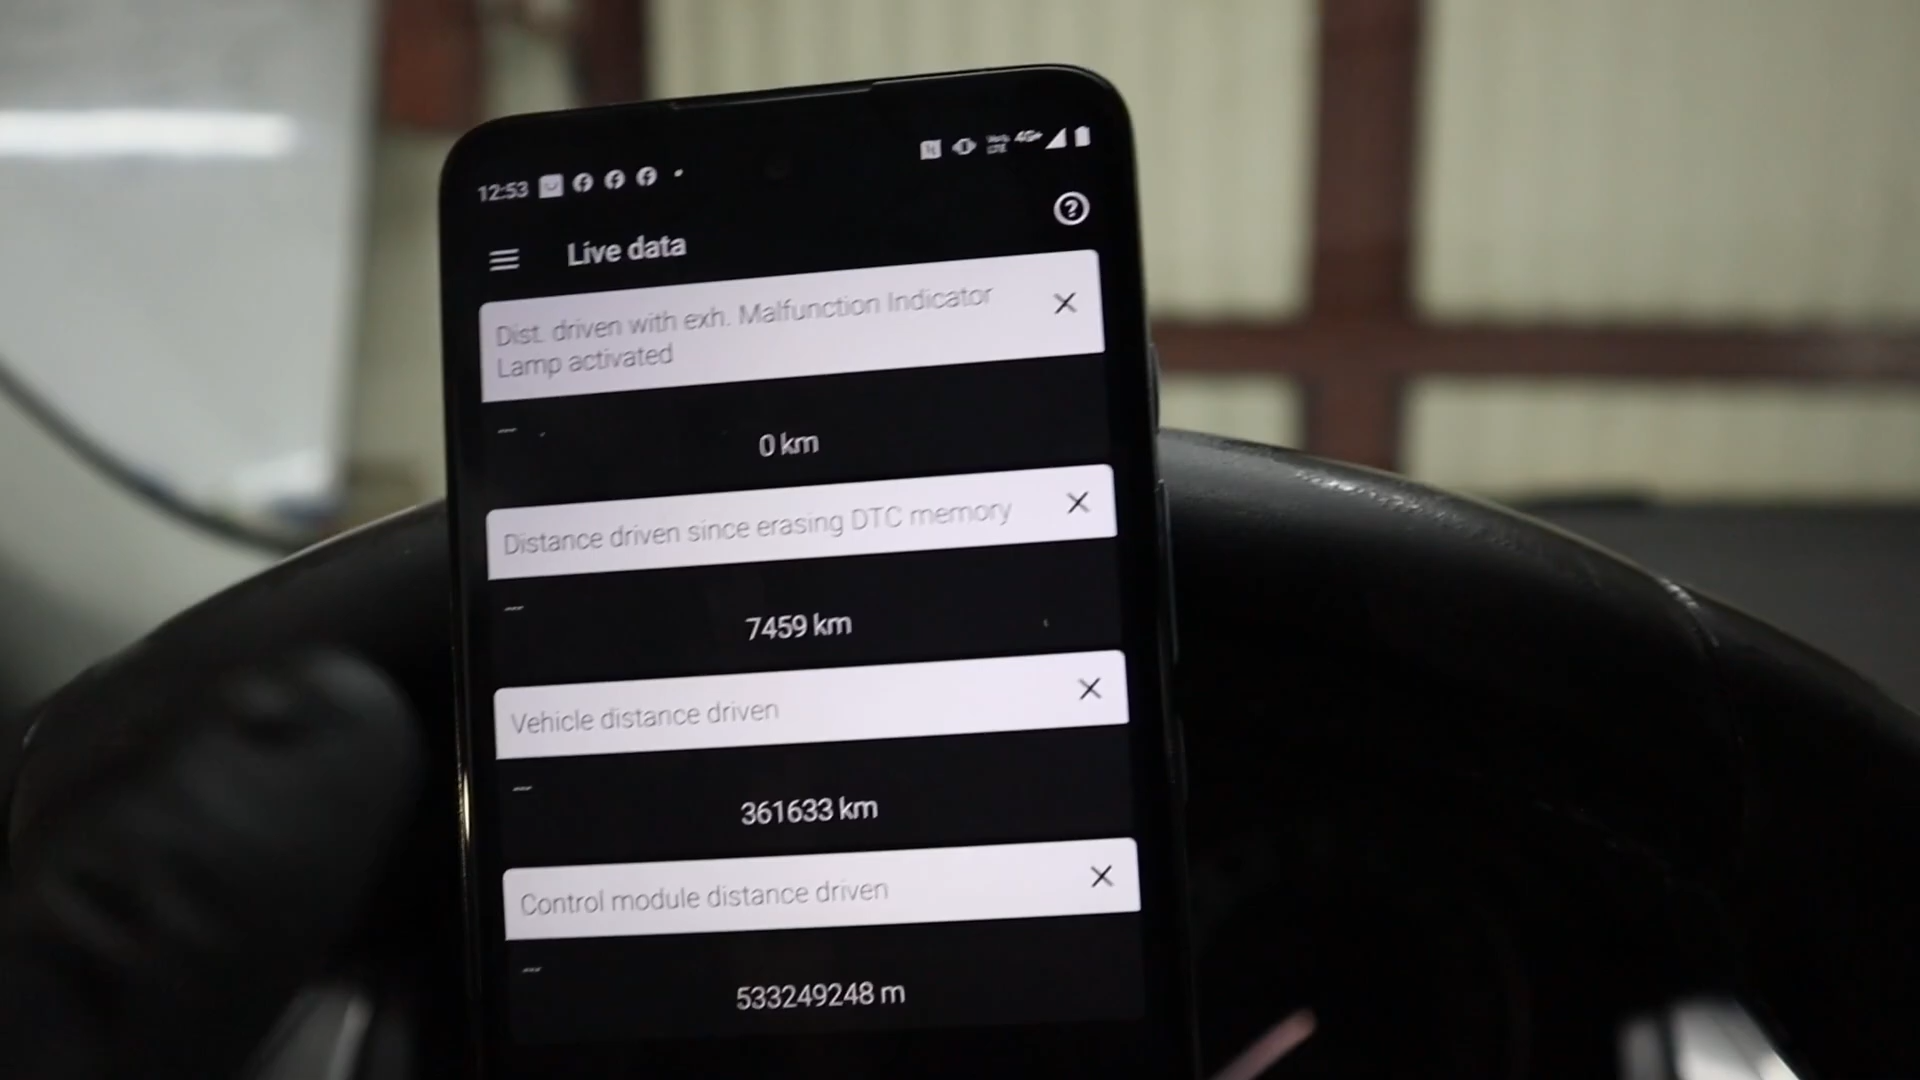 12:53
4G+
Live data
Dist. driven with exh. Malfunction Indicator
Lamp activated
0 km
Distance driven since erasing DTC memory
7459 km
Vehicle distance driven
361633 km
Control module distance driven
533249248 m